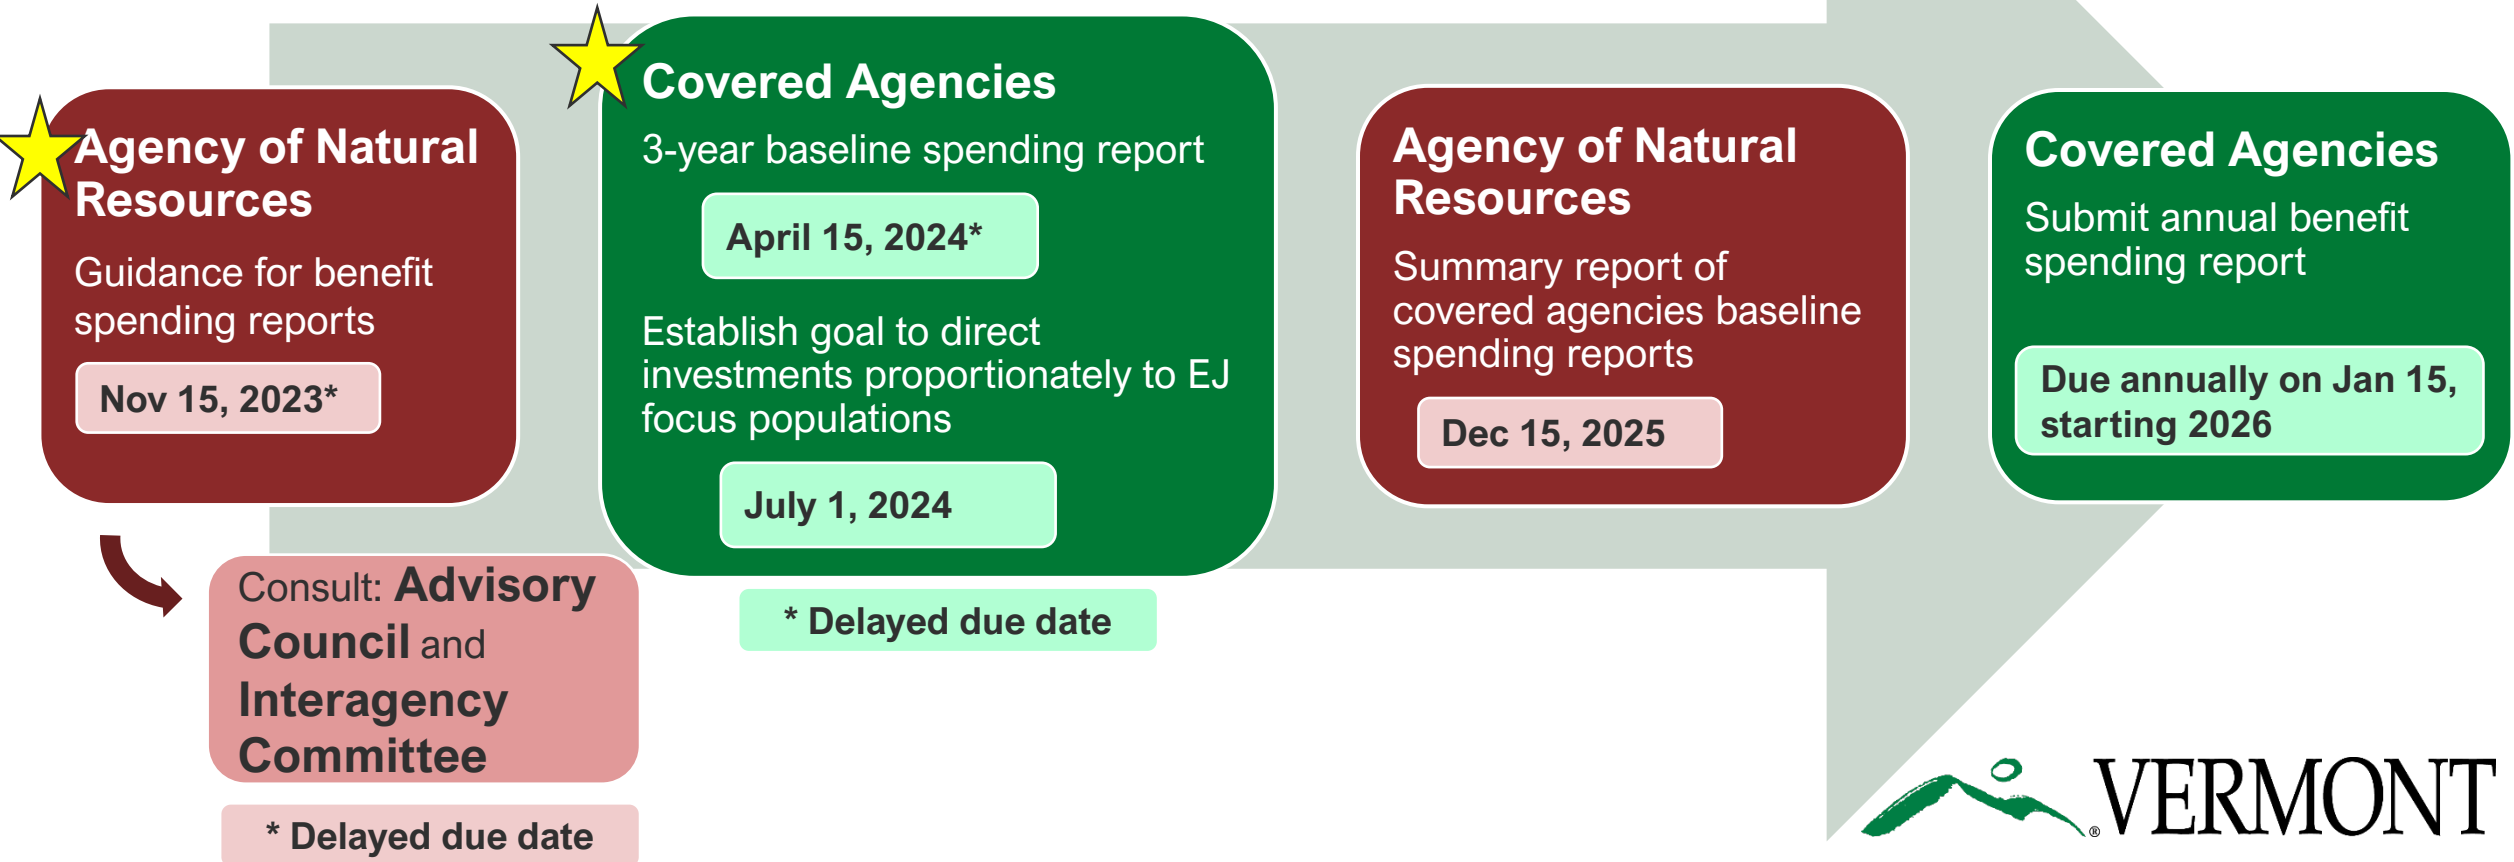 Agency of Natural
Resources
Guidance for benefit
spending reports
Nov 15, 2023*
Consult: Advisory
Council and
Interagency
Committee
* Delayed due date
Covered Agencies
3-year baseline spending report
April 15, 2024*
Establish goal to direct
investments proportionately to EJ
focus populations
July 1, 2024
* Delayed due date
Agency of Natural
Resources
Summary report of
covered agencies baseline
spending reports
Dec 15, 2025
Covered Agencies
Submit annual benefit
spending report
Due annually on Jan 15,
starting 2026
® VERMONT